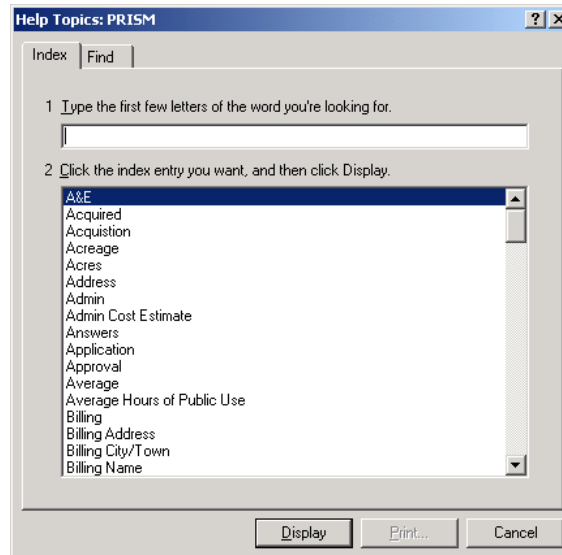 Help Topics: PRISM
Index Find
1 Type the first few letters of the word you're looking for.
2 Click the index entry you want, and then click Display.
A&E
Acquired
Acquistion
Acreage
Acres
Address
Admin
Admin Cost Estimate
Answers
Application
Approval
Average
Average Hours of Public Use
Billing
Billing Address
Billing City/Town
Billing Name
Display Print... Cancel